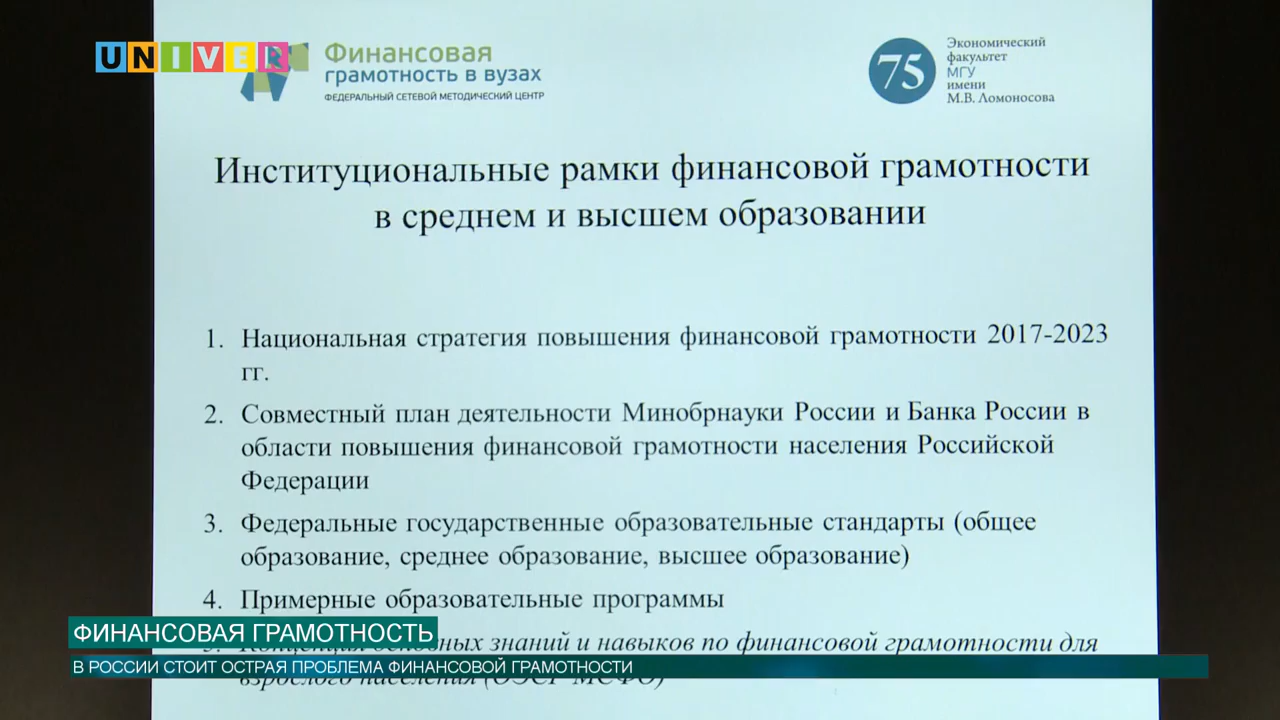 UNIVER
Финансовая
грамотность в вузах
ФЕДЕРАЛЬНЫЙ СЕТЕВОЙ МЕТОДИЧЕСКИЙ ЦЕНТР
75
Экономический
факультет
МГУ
имени
М.В. Ломоносова
Институциональные рамки финансовой грамотности
в среднем и высшем образовании
1. Национальная стратегия повышения финансовой грамотности 2017-2023
гг.
2. Совместный план деятельности Минобрнауки России и Банка России в
области повышения финансовой грамотности населения Российской
Федерации
3. Федеральные государственные образовательные стандарты (общее
образование, среднее образование, высшее образование)
4. Примерные образовательные программы
знаний и навыков по финансовой грамотности для
ФИНАНСОВАЯ ГРАМОТНОСТЬ
В РОССИИ СТОИТ ОСТРАЯ ПРОБЛЕМА ФИНАНСОВОЙ ГРАМОТНОСТИ